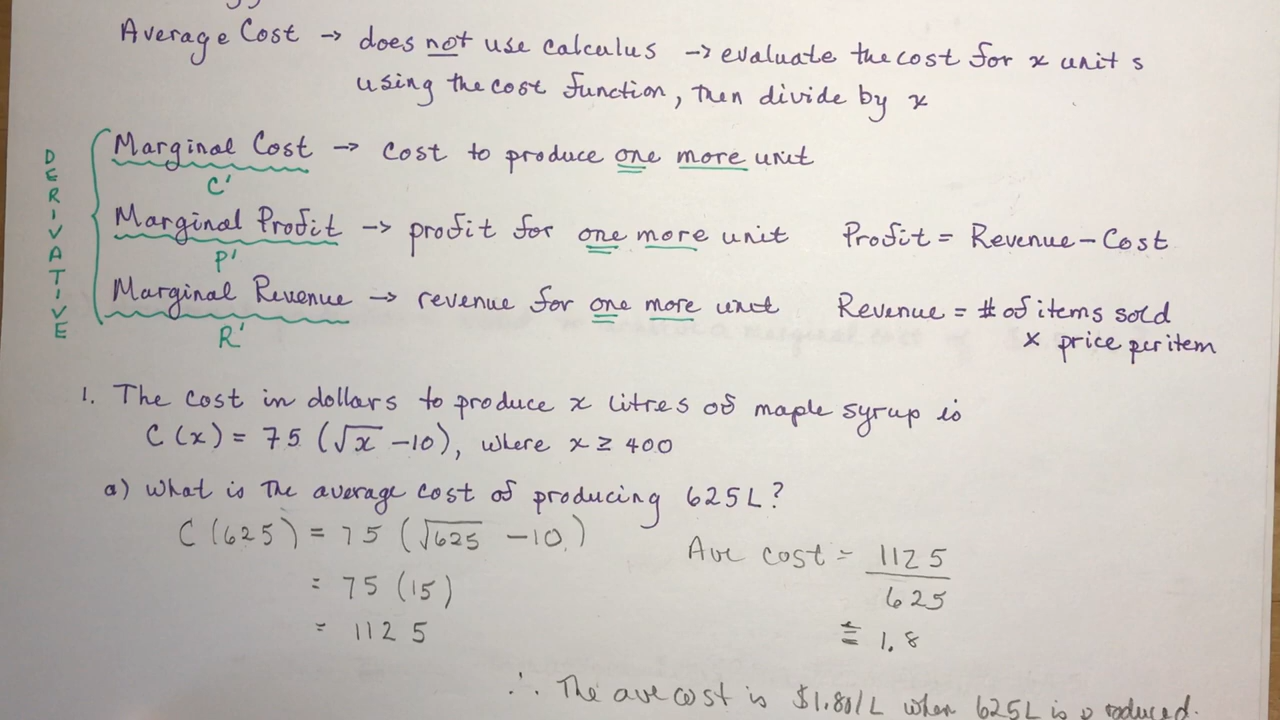 Average Cost → does not use calculus → evaluate the cost for x units
using the cost function, then divide by x
DERIVATIVE
Marginal Cost → cost to produce one more unit
C'
Marginal Profit → profit for one more unit Profit = Revenue - Cost
P'
Marginal Revenue → revenue for one more unit Revenue = # of items sold
R' x price per item
1. The cost in dollars to produce x litres of maple syrup is
C(x) = 75(√x - 10), where x ≥ 400
a) What is the average cost of producing 625L?
C(625) = 75(√625 - 10)
= 75(15)
= 1125
Ave cost = 1125
625
= 1.8
∴ The ave cost is $1.80/L when 625L is produced.